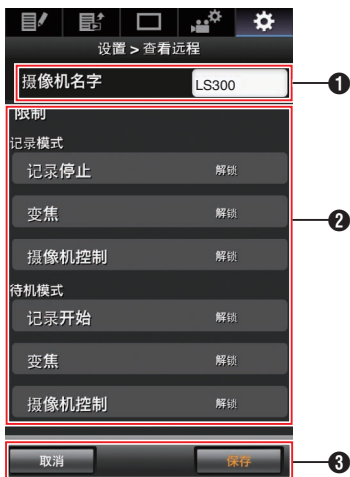 设置 > 查看远程
摄像机名字 LS300 1
限制
记录模式
记录停止 解锁
变焦 解锁 2
摄像机控制 解锁
待机模式
记录开始 解锁
变焦 解锁
摄像机控制 解锁
取消 保存 3